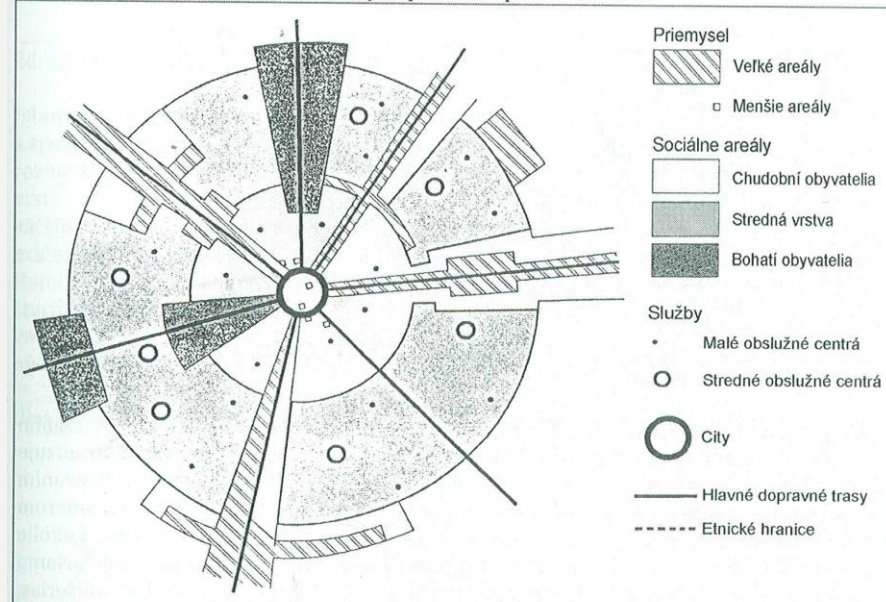 Priemysel
Veľké areály
Menšie areály
Sociálne areály
Chudobní obyvatelia
Stredná vrstva
Bohatí obyvatelia
Služby
Malé obslužné centrá
Stredné obslužné centrá
City
Hlavné dopravné trasy
Etnické hranice